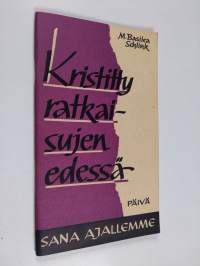 M. Basilea
Schlink
Kristitty
ratkai-
sujen
edessä
PÄIVÄ
SANA AJALLEMME